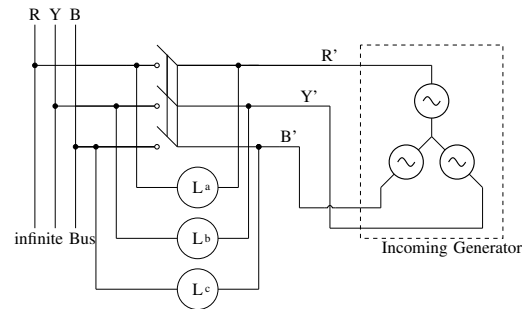 R Y B
R’
Y’
B’
La
Lb
infinite Bus
Incoming Generator
Lc